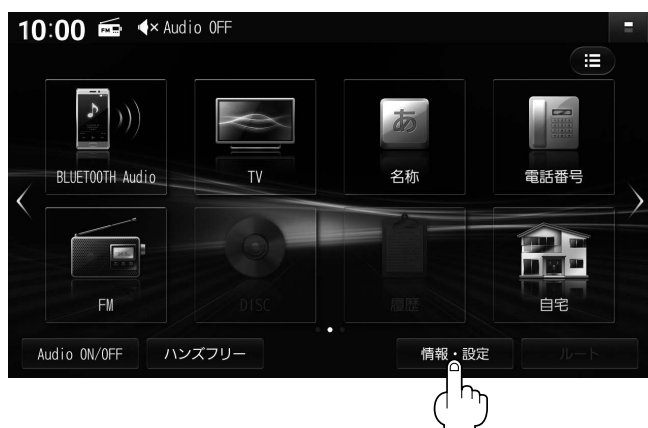 10:00 FM Audio OFF
BLUETOOTH Audio
TV
あ
名称
電話番号
FM
DISC
履歴
自宅
Audio ON/OFF
ハンズフリー
情報・設定
ルート